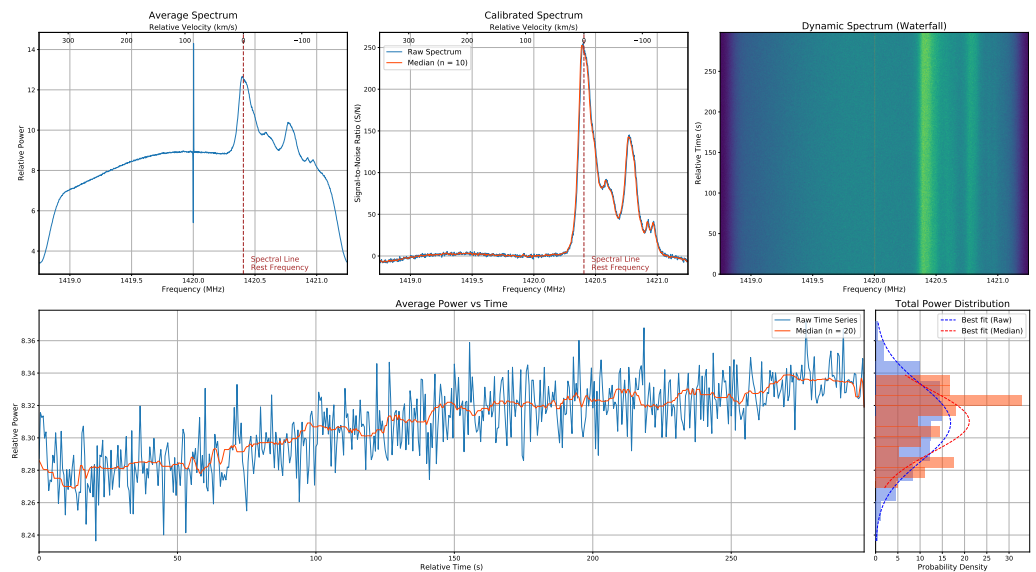 Average Spectrum
Relative Velocity (km/s)
300 200 100 0 −100
14
12
10
8
6
4
Relative Power
Spectral Line
Rest Frequency
1419.0 1419.5 1420.0 1420.5 1421.0
Frequency (MHz)
Calibrated Spectrum
Relative Velocity (km/s)
300 200 100 0 −100
Raw Spectrum
Median (n = 10)
250
200
150
100
50
0
Signal-to-Noise Ratio (S/N)
Spectral Line
Rest Frequency
1419.0 1419.5 1420.0 1420.5 1421.0
Frequency (MHz)
Dynamic Spectrum (Waterfall)
250
200
150
100
50
0
Relative Time (s)
1419.0 1419.5 1420.0 1420.5 1421.0
Frequency (MHz)
Average Power vs Time
Raw Time Series
Median (n = 20)
8.36
8.34
8.32
8.30
8.28
8.26
8.24
Relative Power
0 50 100 150 200 250
Relative Time (s)
Total Power Distribution
Best fit (Raw)
Best fit (Median)
0 5 10 15 20 25 30
Probability Density